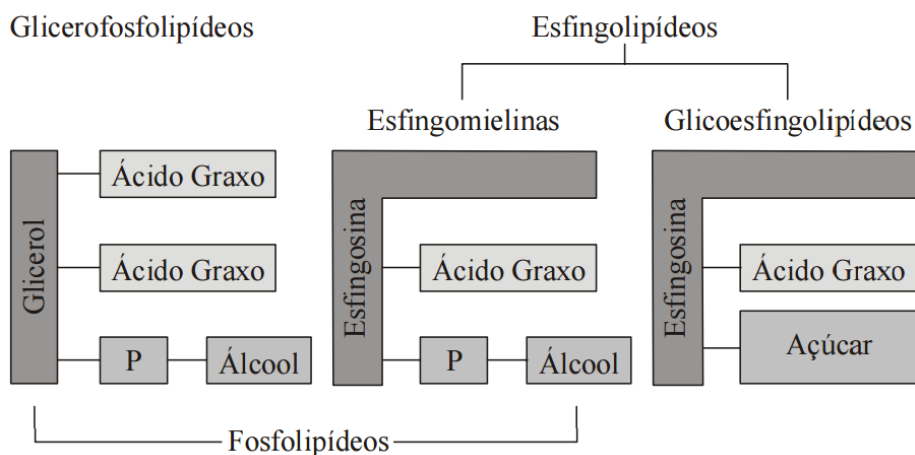 Glicerofosfolipídeos
Esfingolipídeos
Esfingomielinas
Glicoesfingolipídeos
Glicerol
Ácido Graxo
Ácido Graxo
P
Álcool
Esfingosina
Ácido Graxo
P
Álcool
Esfingosina
Ácido Graxo
Açúcar
Fosfolipídeos